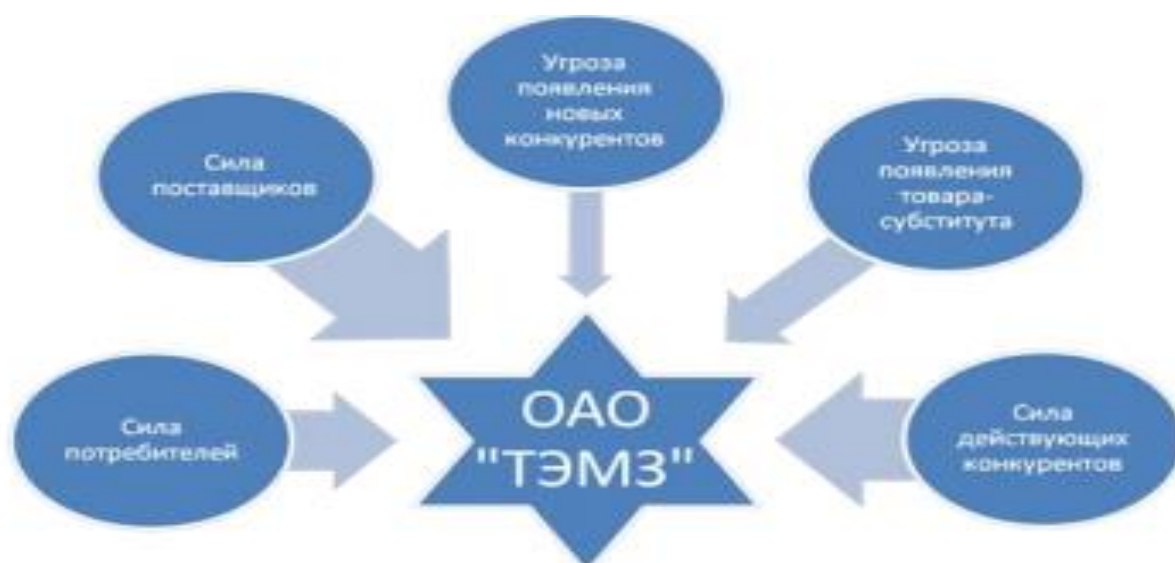 Угроза
появления
новых
конкурентов
Сила
поставщиков
Угроза
появления
товара-
субститута
Сила
потребителей
ОАО
"ТЭМЗ"
Сила
действующих
конкурентов